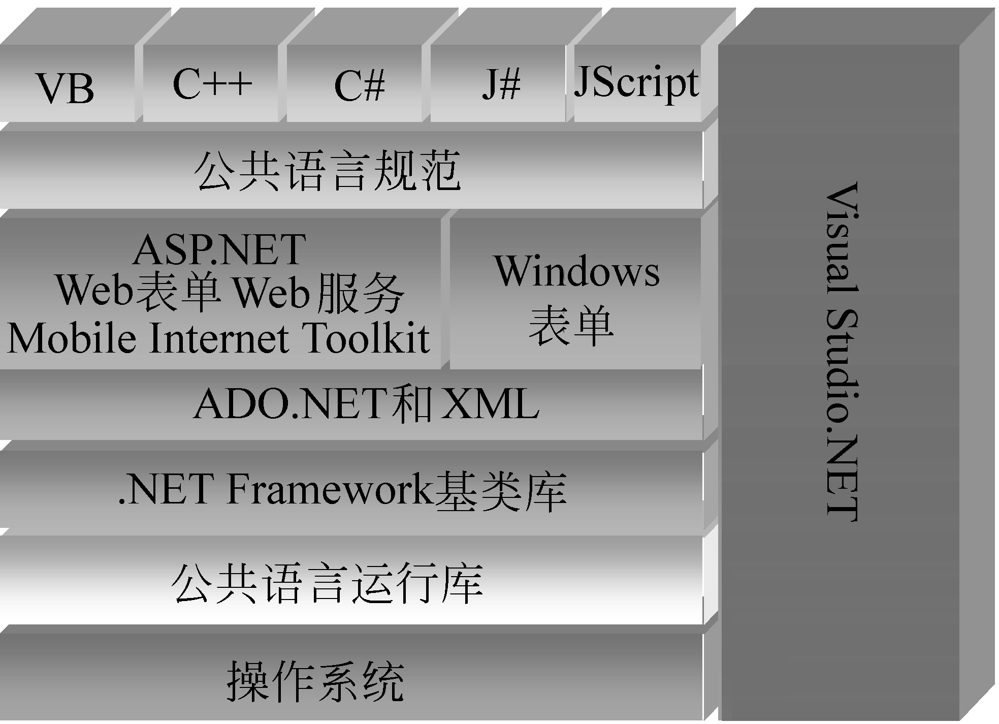 VB
C++
C#
J#
JScript
公共语言规范
ASP.NET
Web表单 Web服务
Mobile Internet Toolkit
Windows
表单
ADO.NET和XML
.NET Framework基类库
公共语言运行库
操作系统
Visual Studio.NET